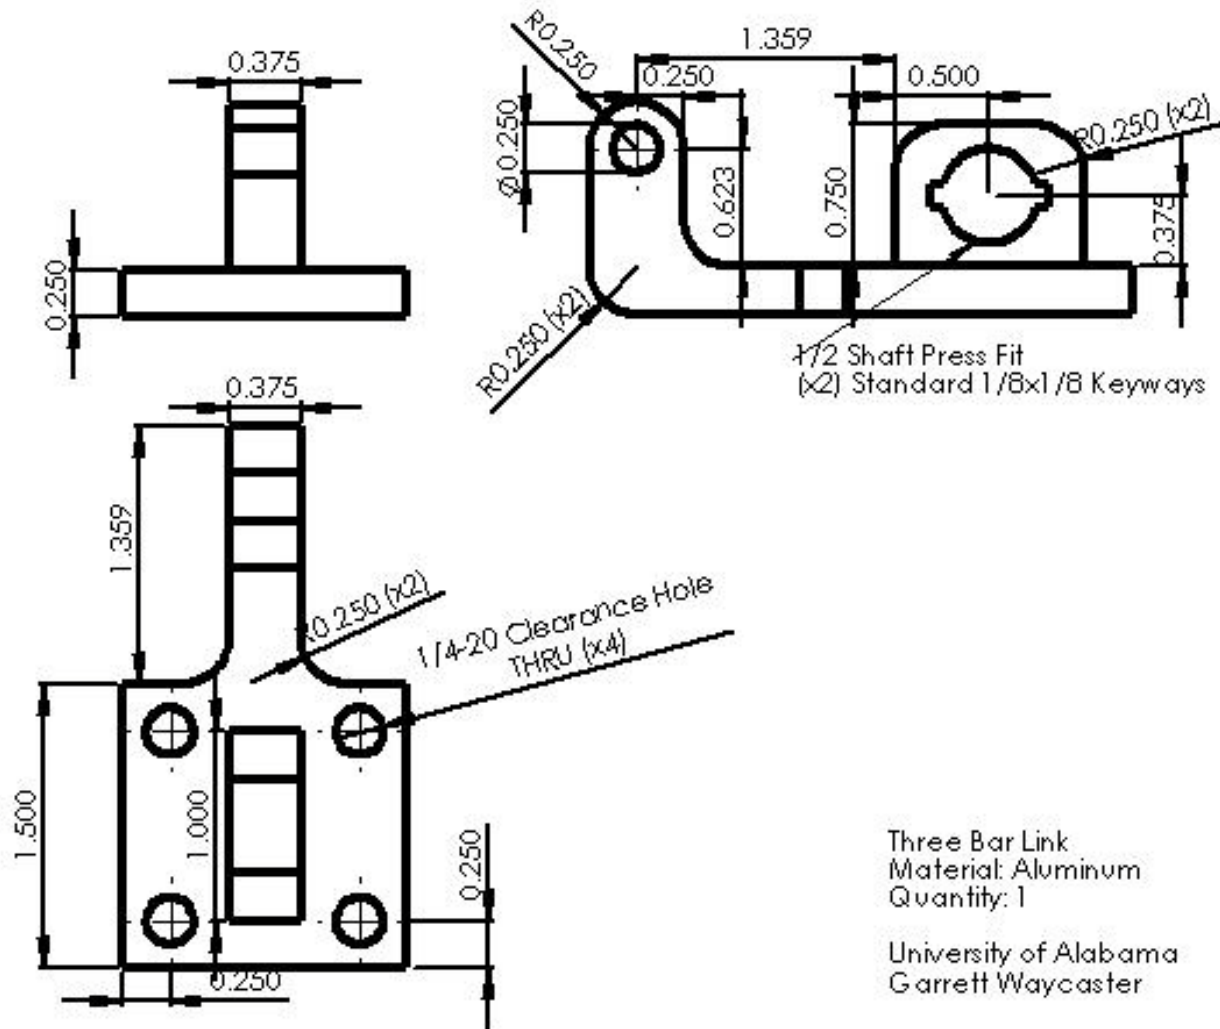 0.375
0.250
R0.250
1.359
0.250
0.500
R0.250 (x2)
Ø0.250
0.623
0.750
0.375
R0.250 (x2)
1/2 Shaft Press Fit
(x2) Standard 1/8x1/8 Keyways
0.375
1.359
R0.250 (x2)
1/4-20 Clearance Hole
THRU (x4)
1.500
1.000
0.250
0.250
Three Bar Link
Material: Aluminum
Quantity: 1
University of Alabama
Garrett Waycaster